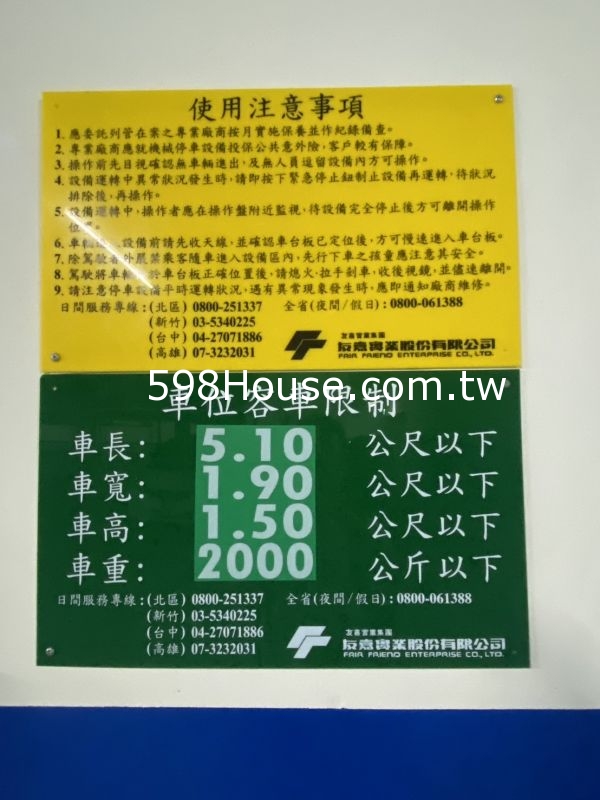 使用注意事項
1. 應委託列管在案之專業廠商按月實施保養並作紀錄備查。
2. 專業廠商應就機械停車設備投保公共意外險，客戶較有保障。
3. 操作前先目視確認無車輛進出，及無人員逗留設備內方可操作。
4. 設備運轉中異常狀況發生時，請即按下緊急停止鈕制止設備再運轉，待狀況
排除後，再操作。
5. 設備運轉中，操作者應在操作盤附近監視，待設備完全停止後方可離開操作
位
6. 車輛進入設備前請先收天線，並確認車台板已定位後，方可慢速進入車台板。
7. 除駕駛者外嚴禁乘客隨車進入設備區內，先行下車之孩童應注意其安全。
8. 駕駛將車輛 於車台板正確位置後，請熄火，拉手剎車，收後視鏡，並儘速離開。
9. 請注意停車設備平時運轉狀況，遇有異常現象發生時，應即通知廠商維修。
日間服務專線：(北區) 0800-251337 全省(夜間/假日)：0800-061388
(新竹) 03-5340225
(台中) 04-27071886
(高雄) 07-3232031
友嘉實業集團
友嘉實業股份有限公司
FAIR FRIEND ENTERPRISE CO., LTD.
598House.com.tw
車位容車限制
車長： 5.10 公尺以下
車寬： 1.90 公尺以下
車高： 1.50 公尺以下
車重： 2000 公斤以下
日間服務專線：(北區) 0800-251337 全省(夜間/假日)：0800-061388
(新竹) 03-5340225
(台中) 04-27071886
(高雄) 07-3232031
友嘉實業集團
友嘉實業股份有限公司
FAIR FRIEND ENTERPRISE CO., LTD.